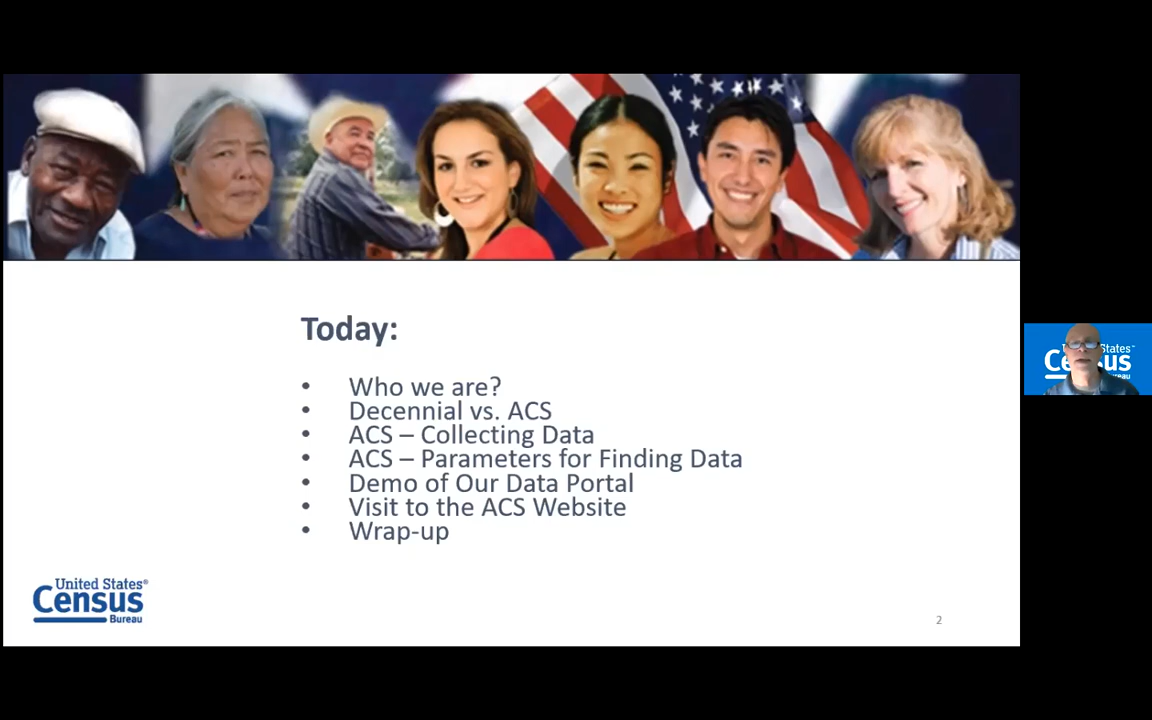 Today:
• Who we are?
• Decennial vs. ACS
• ACS – Collecting Data
• ACS – Parameters for Finding Data
• Demo of Our Data Portal
• Visit to the ACS Website
• Wrap-up
United States®
Census
Bureau
2
States™